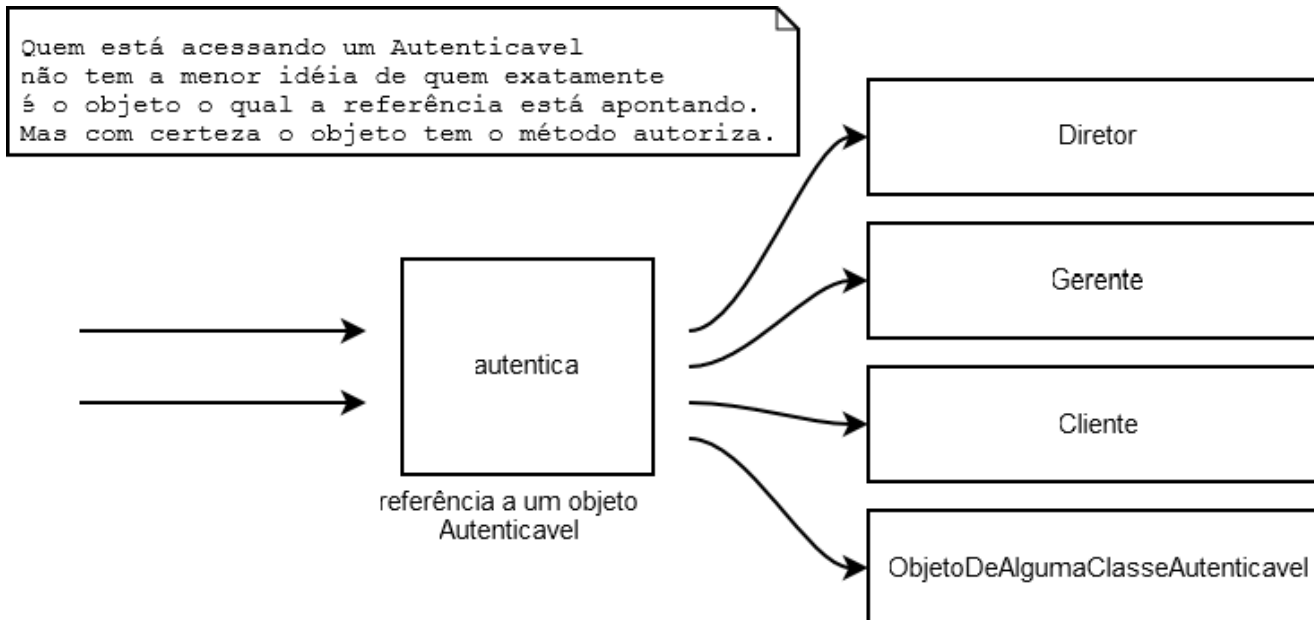 Quem está acessando um Autenticavel
não tem a menor idéia de quem exatamente
é o objeto o qual a referência está apontando.
Mas com certeza o objeto tem o método autoriza.
Diretor
Gerente
autentica
Cliente
referência a um objeto
Autenticavel
ObjetoDeAlgumaClasseAutenticavel